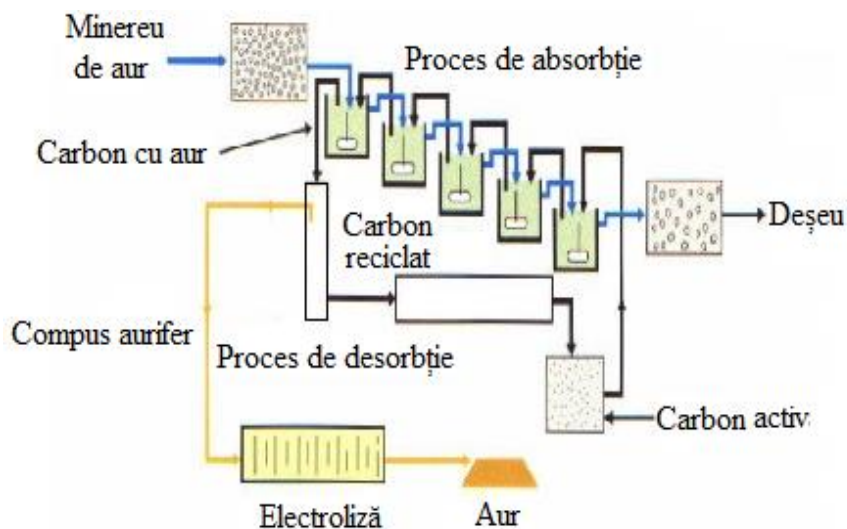 Minereu
de aur
Proces de absorbție
Carbon cu aur
Deșeu
Carbon
reciclat
Compus aurifer
Proces de desorbție
Carbon activ
Electroliză
Aur